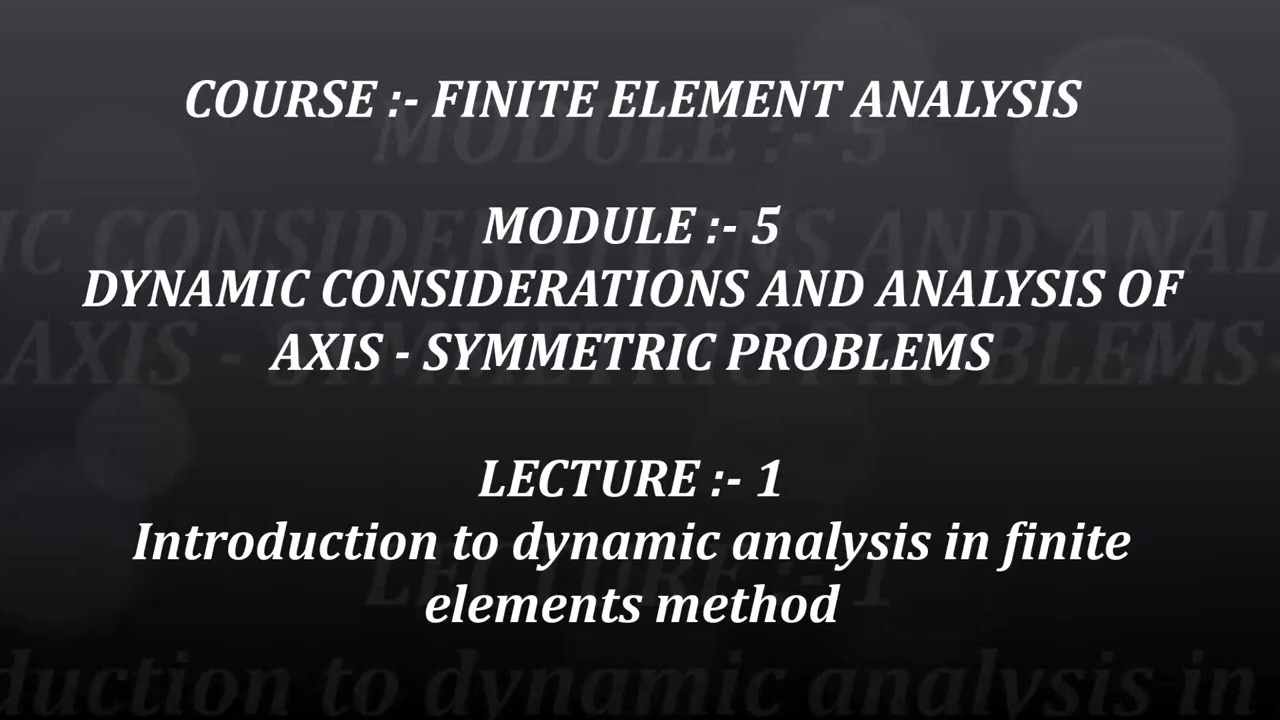 COURSE :- FINITE ELEMENT ANALYSIS
MODULE :- 5
DYNAMIC CONSIDERATIONS AND ANALYSIS OF
AXIS - SYMMETRIC PROBLEMS
LECTURE :- 1
Introduction to dynamic analysis in finite
elements method